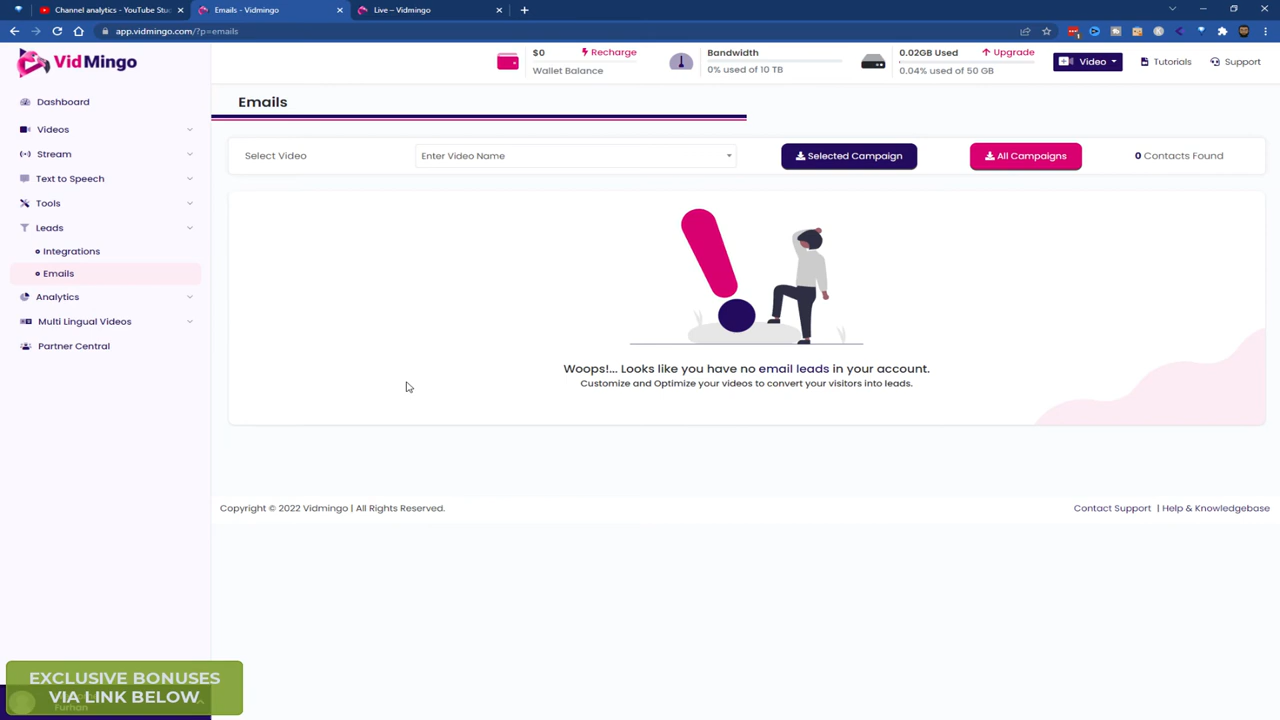 Channel analytics - YouTube Stu
Emails - Vidmingo
Live – Vidmingo
app.vidmingo.com/?p=emails
VidMingo
$0
Recharge
Wallet Balance
Bandwidth
0% used of 10 TB
0.02GB Used
Upgrade
0.04% used of 50 GB
Video
Tutorials
Support
Dashboard
Videos
Stream
Text to Speech
Tools
Leads
Integrations
Emails
Analytics
Multi Lingual Videos
Partner Central
Emails
Select Video
Enter Video Name
Selected Campaign
All Campaigns
0 Contacts Found
Woops!... Looks like you have no email leads in your account.
Customize and Optimize your videos to convert your visitors into leads.
Copyright © 2022 Vidmingo | All Rights Reserved.
Contact Support | Help & Knowledgebase
EXCLUSIVE BONUSES
VIA LINK BELOW
Furhan